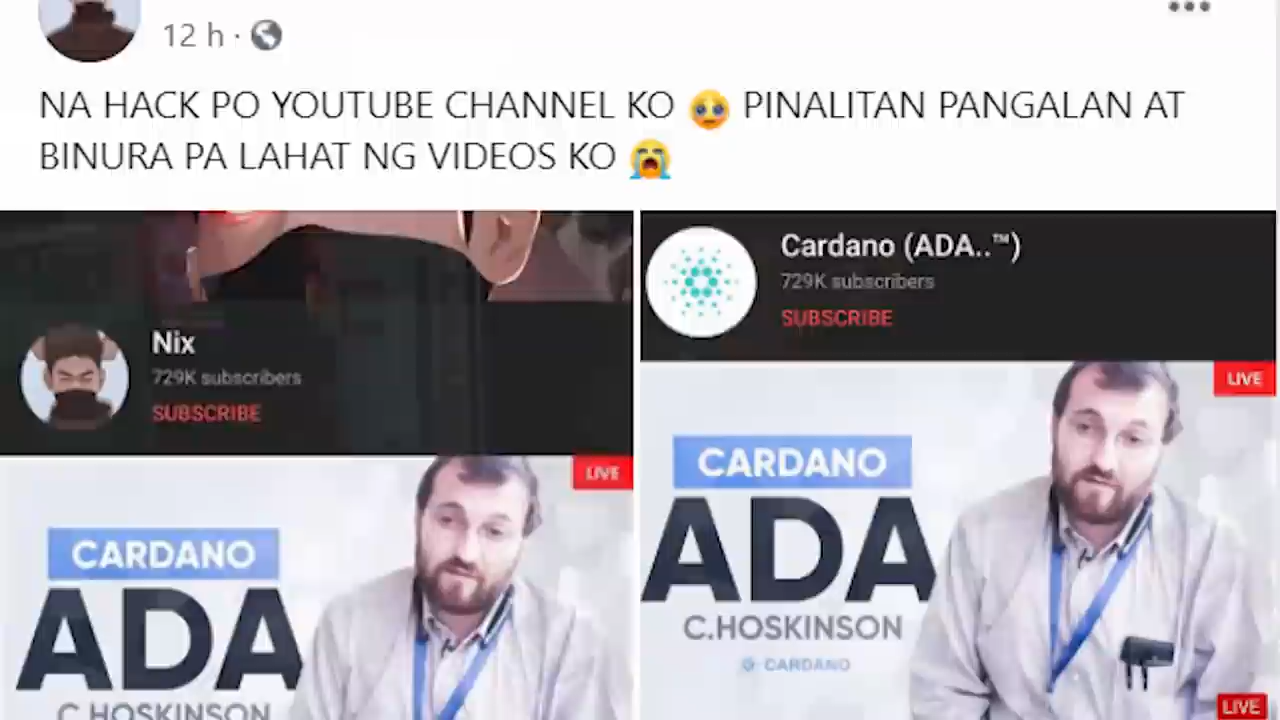 12 h ·
NA HACK PO YOUTUBE CHANNEL KO 🥹 PINALITAN PANGALAN AT
BINURA PA LAHAT NG VIDEOS KO 😭
Nix
729K subscribers
SUBSCRIBE
LIVE
CARDANO
ADA
C.HOSKINSON
Cardano (ADA..™)
729K subscribers
SUBSCRIBE
LIVE
CARDANO
ADA
C.HOSKINSON
CARDANO
LIVE